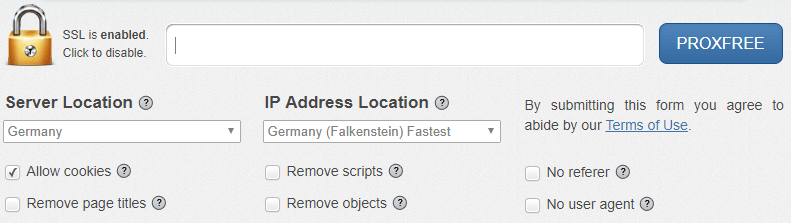 SSL is enabled.
Click to disable.
PROXFREE
Server Location ?
IP Address Location ?
By submitting this form you agree to
abide by our Terms of Use.
Germany
Germany (Falkenstein) Fastest
Allow cookies ?
Remove scripts ?
No referer ?
Remove page titles ?
Remove objects ?
No user agent ?